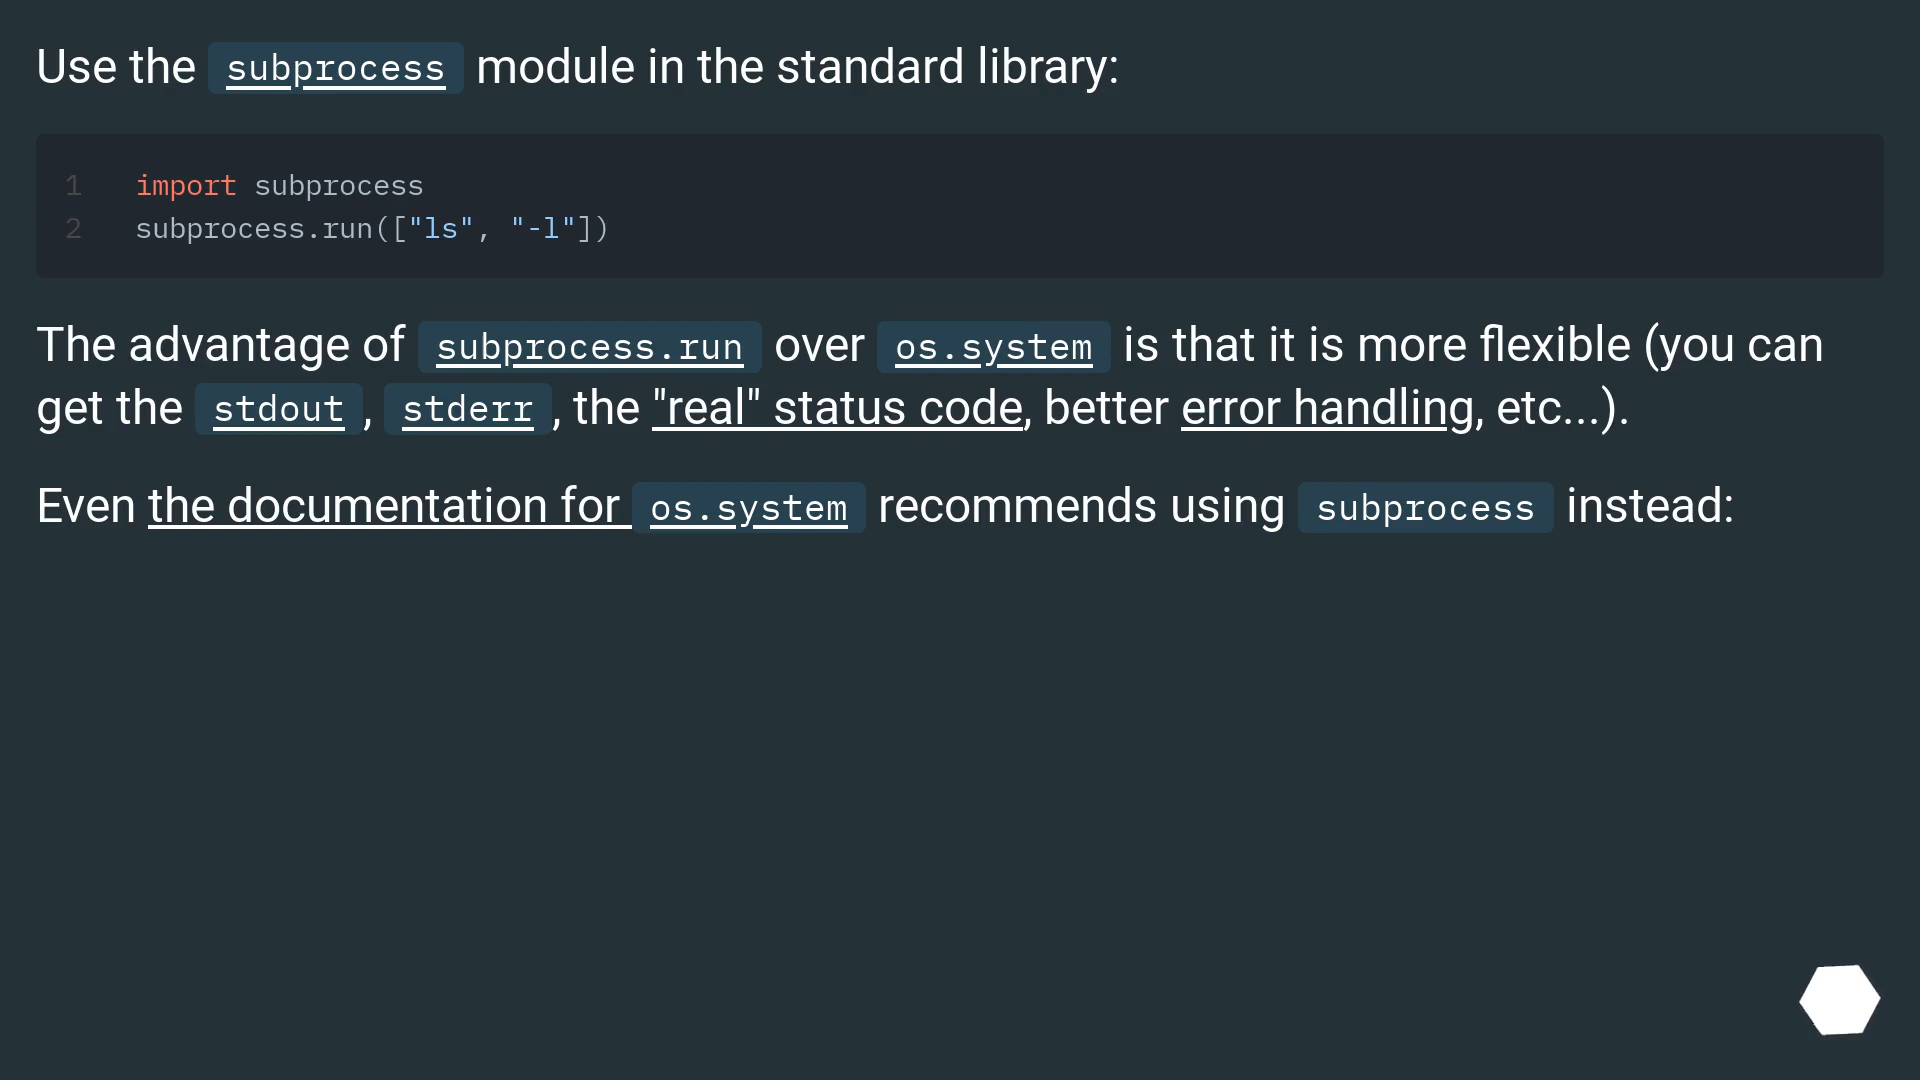 Use the subprocess module in the standard library:
1 import subprocess
2 subprocess.run(["ls", "-l"])
The advantage of subprocess.run over os.system is that it is more flexible (you can
get the stdout, stderr, the "real" status code, better error handling, etc...).
Even the documentation for os.system recommends using subprocess instead: